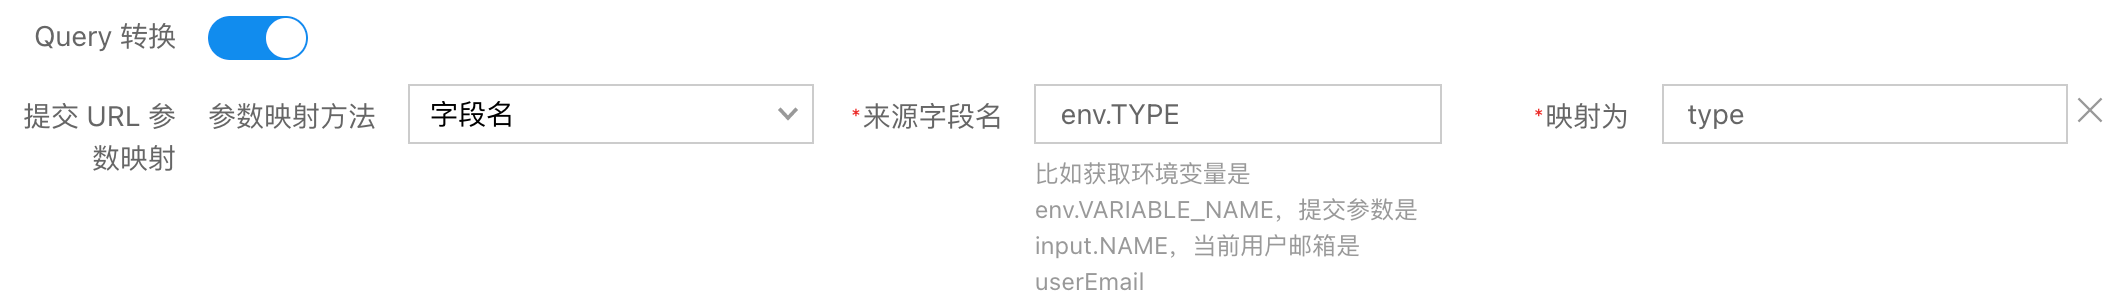 Query 转换
提交 URL 参数映射
参数映射方法
字段名
*来源字段名
env.TYPE
*映射为
type
比如获取环境变量是
env.VARIABLE_NAME，提交参数是
input.NAME，当前用户邮箱是
userEmail